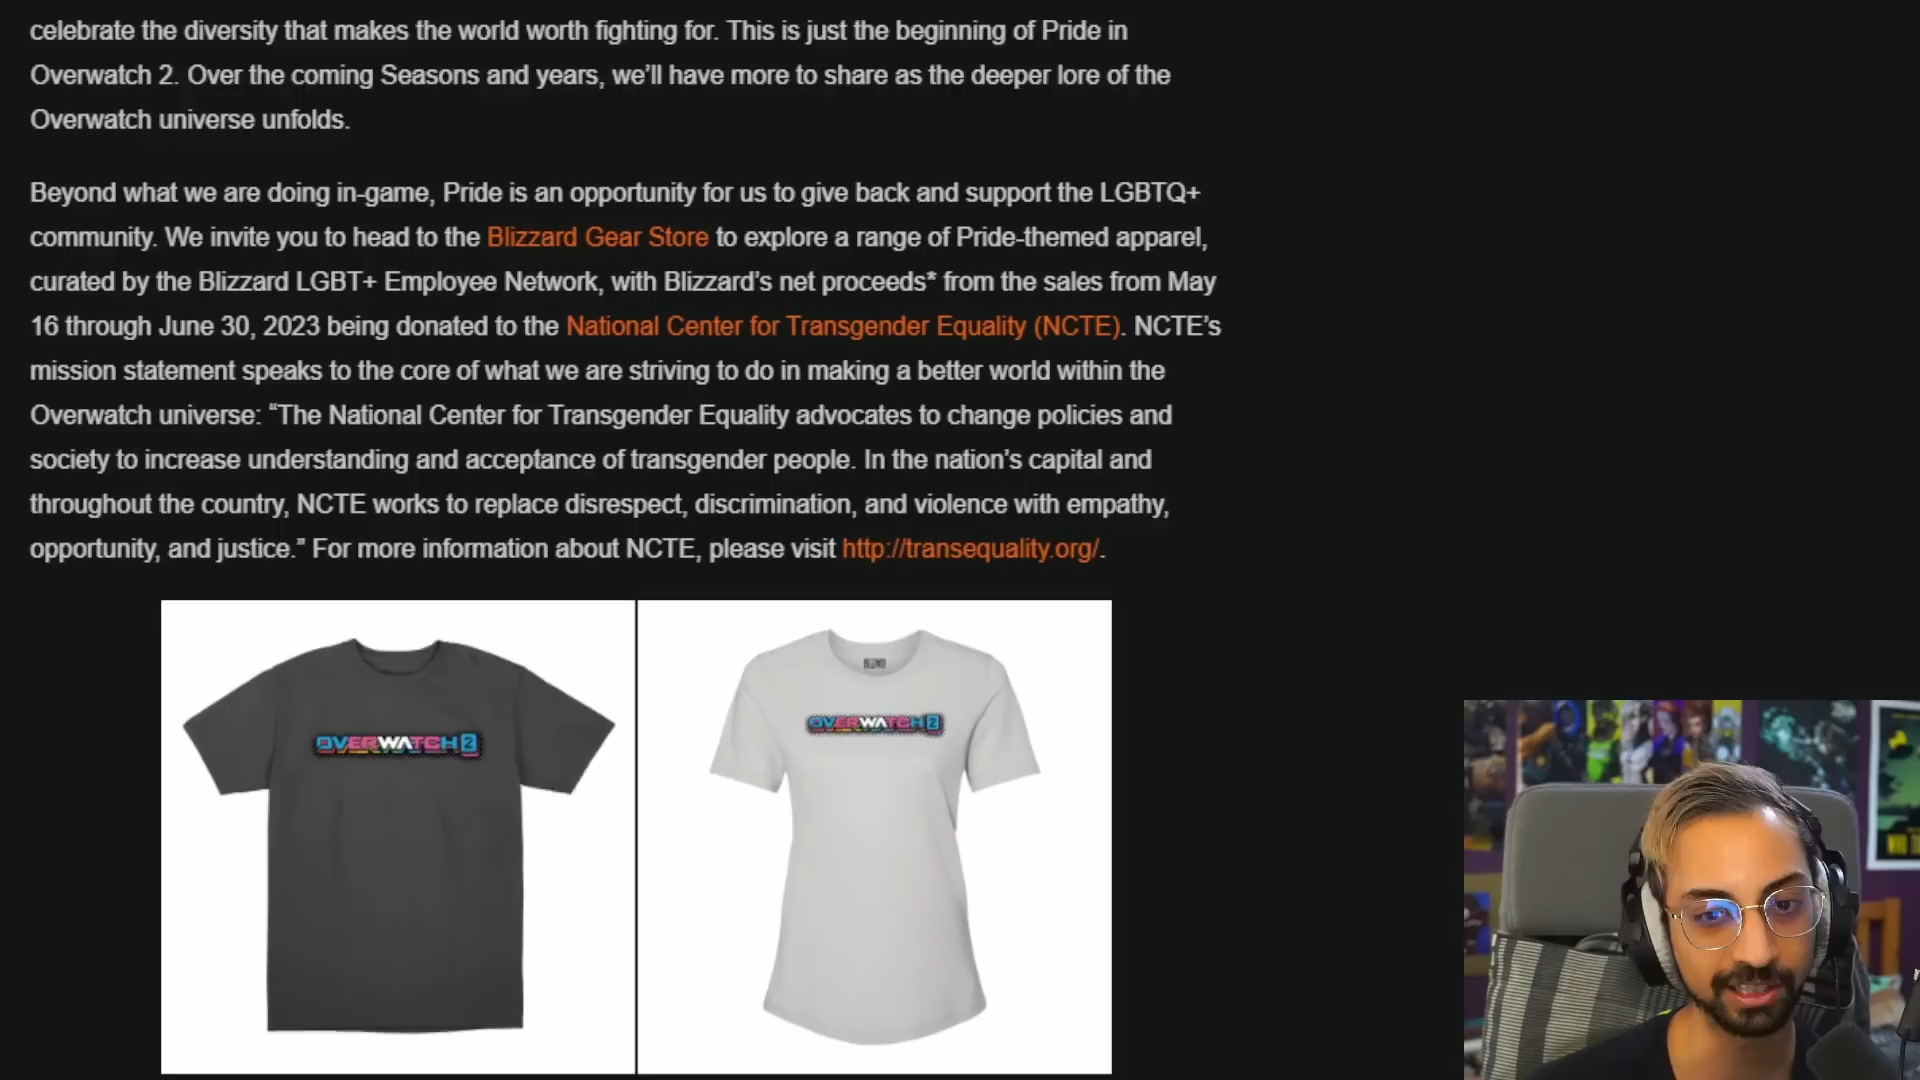 celebrate the diversity that makes the world worth fighting for. This is just the beginning of Pride in
Overwatch 2. Over the coming Seasons and years, we’ll have more to share as the deeper lore of the
Overwatch universe unfolds.
Beyond what we are doing in-game, Pride is an opportunity for us to give back and support the LGBTQ+
community. We invite you to head to the Blizzard Gear Store to explore a range of Pride-themed apparel,
curated by the Blizzard LGBT+ Employee Network, with Blizzard’s net proceeds* from the sales from May
16 through June 30, 2023 being donated to the National Center for Transgender Equality (NCTE). NCTE’s
mission statement speaks to the core of what we are striving to do in making a better world within the
Overwatch universe: “The National Center for Transgender Equality advocates to change policies and
society to increase understanding and acceptance of transgender people. In the nation’s capital and
throughout the country, NCTE works to replace disrespect, discrimination, and violence with empathy,
opportunity, and justice.” For more information about NCTE, please visit http://transequality.org/.
OVERWATCH 2
OVERWATCH 2